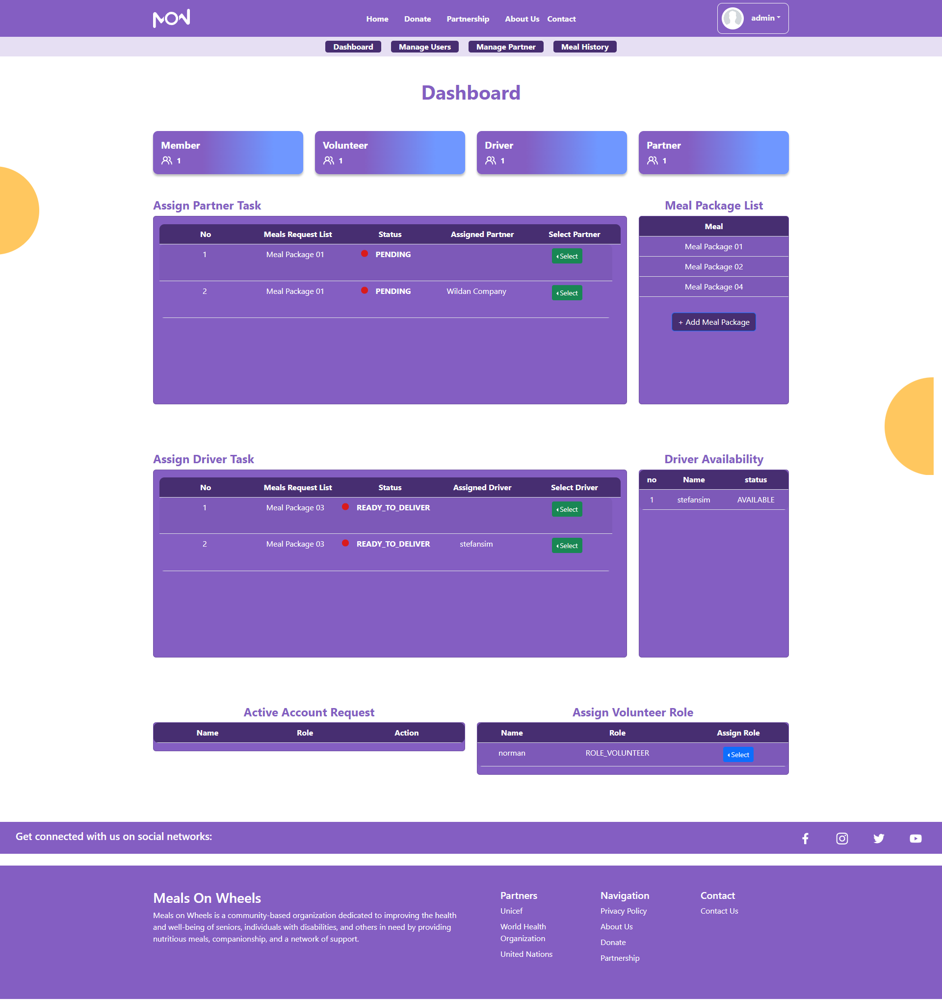 MOW
Home Donate Partnership About Us Contact
admin
Dashboard Manage Users Manage Partner Meal History
Dashboard
Member
1
Volunteer
1
Driver
1
Partner
1
Assign Partner Task
No Meals Request List Status Assigned Partner Select Partner
1 Meal Package 01 PENDING Select
2 Meal Package 01 PENDING Wildan Company Select
Meal Package List
Meal
Meal Package 01
Meal Package 02
Meal Package 04
+ Add Meal Package
Assign Driver Task
No Meals Request List Status Assigned Driver Select Driver
1 Meal Package 03 READY_TO_DELIVER Select
2 Meal Package 03 READY_TO_DELIVER stefansim Select
Driver Availability
no Name status
1 stefansim AVAILABLE
Active Account Request
Name Role Action
Assign Volunteer Role
Name Role Assign Role
norman ROLE_VOLUNTEER Select
Get connected with us on social networks:
Meals On Wheels
Meals on Wheels is a community-based organization dedicated to improving the health
and well-being of seniors, individuals with disabilities, and others in need by providing
nutritious meals, companionship, and a network of support.
Partners
Unicef
World Health
Organization
United Nations
Navigation
Privacy Policy
About Us
Donate
Partnership
Contact
Contact Us